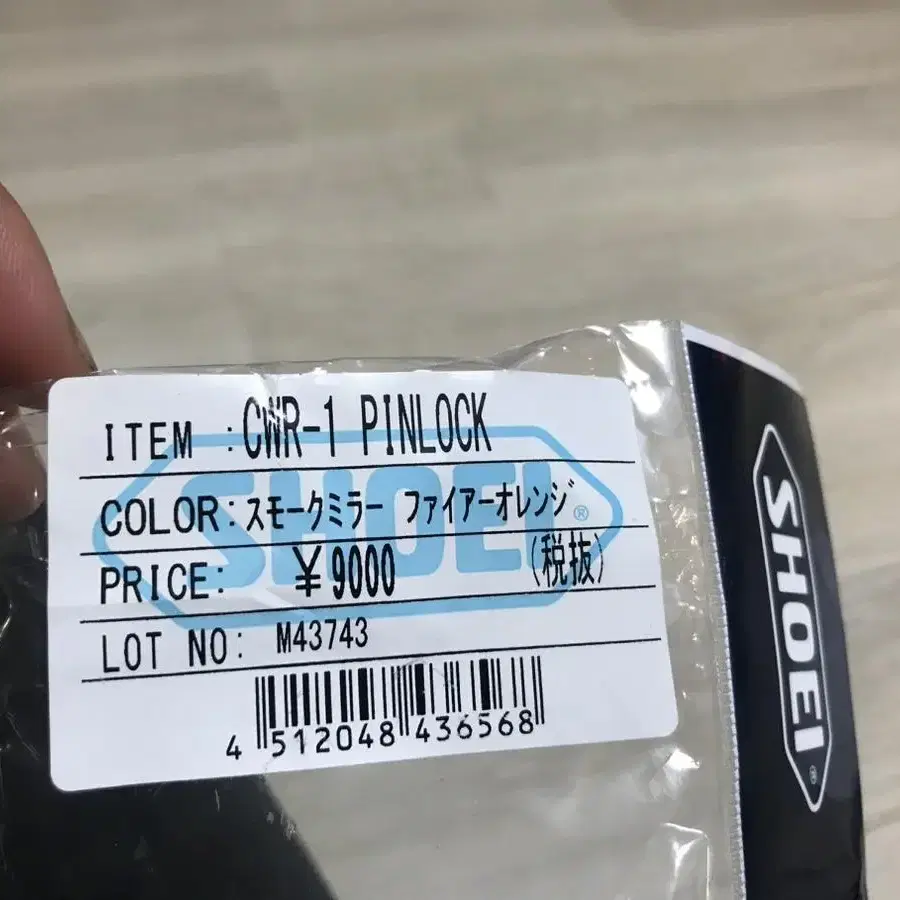 ITEM :CWR-1 PINLOCK
COLOR:スモークミラー ファイアーオレンジ
PRICE: ¥9000 (税抜)
LOT NO: M43743
4 512048 436568
SHOEI®
SHOEI®